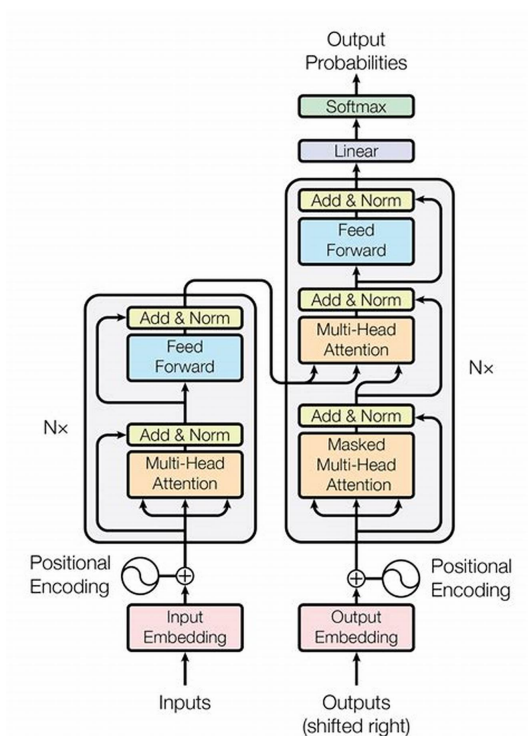 Output
Probabilities
Softmax
Linear
Add & Norm
Feed
Forward
Add & Norm
Multi-Head
Attention
Add & Norm
Masked
Multi-Head
Attention
Nx
Add & Norm
Feed
Forward
Add & Norm
Multi-Head
Attention
N×
Positional
Encoding
Positional
Encoding
Input
Embedding
Output
Embedding
Inputs
Outputs
(shifted right)